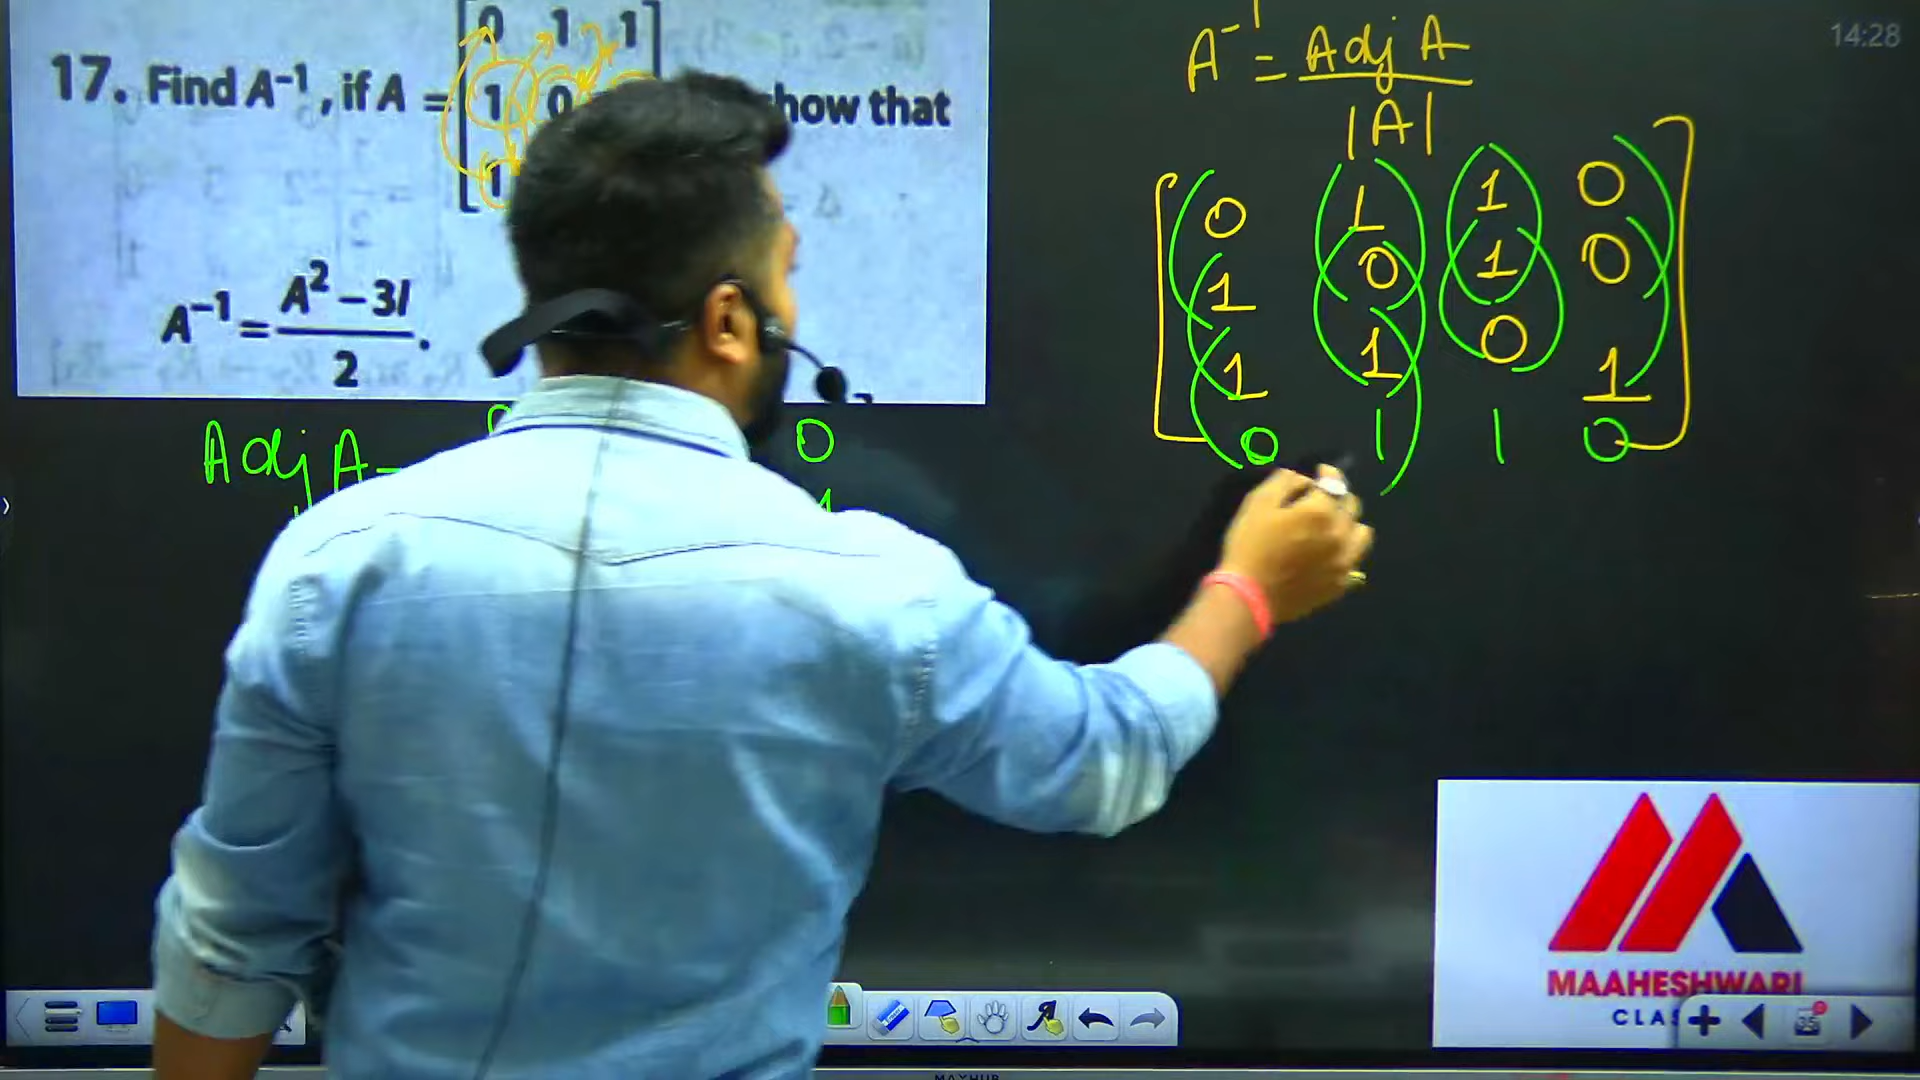 0 1 1
17. Find A⁻¹, if A = 1 0 show that
1
A⁻¹ = A² – 3I
2 .
A⁻¹ = Adj A
|A|
14:28
0 1 1 0
1 0 1 0
1 1 0 1
0 1 1 0
Adj A 0
MAAHESHWARI
CLAS